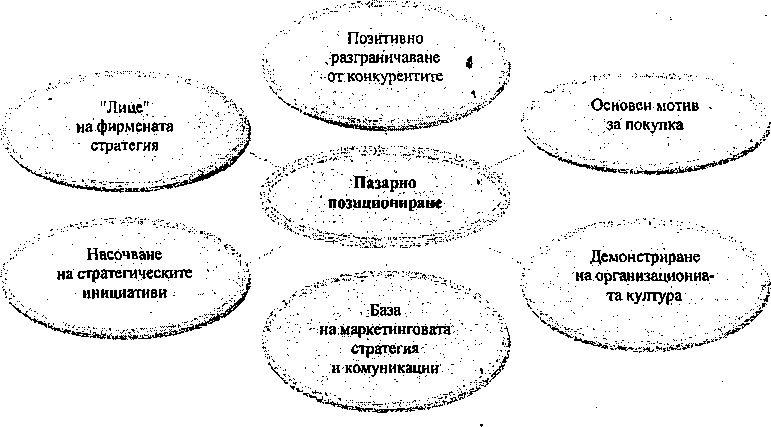 Позитивно
разграничаване
от конкурентите
"Лице"
на фирмената
стратегия
Основен мотив
за покупка
Пазарно
позициониране
Насочване
на стратегическите
инициативи
Демонстриране
на организационна-
та култура
База
на маркетинговата
стратегия
и комуникации